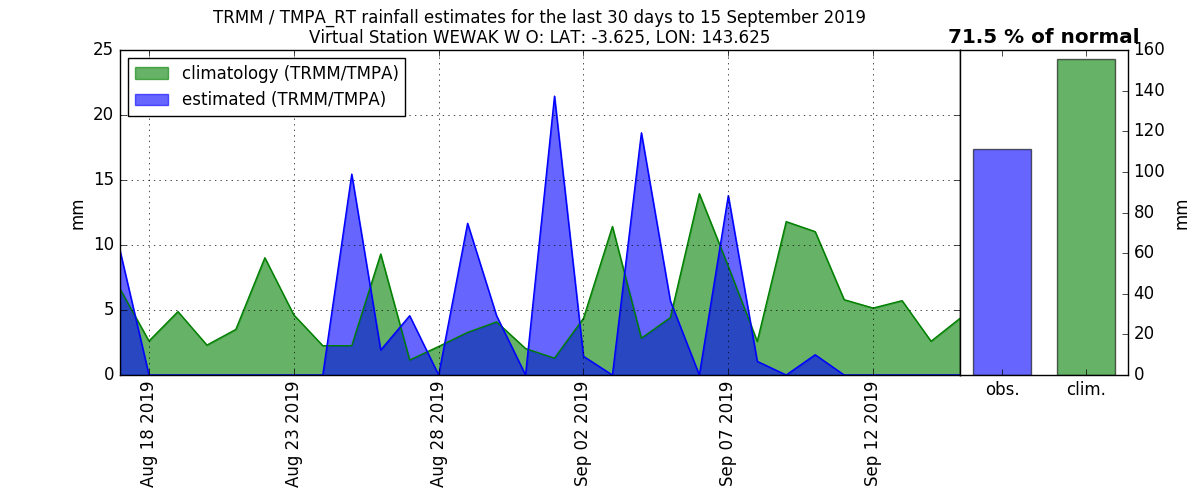 TRMM / TMPA_RT rainfall estimates for the last 30 days to 15 September 2019
Virtual Station WEWAK W O: LAT: -3.625, LON: 143.625
71.5 % of normal
climatology (TRMM/TMPA)
estimated (TRMM/TMPA)
25
20
15
10
5
0
mm
Aug 18 2019
Aug 23 2019
Aug 28 2019
Sep 02 2019
Sep 07 2019
Sep 12 2019
160
140
120
100
80
60
40
20
0
mm
obs.
clim.